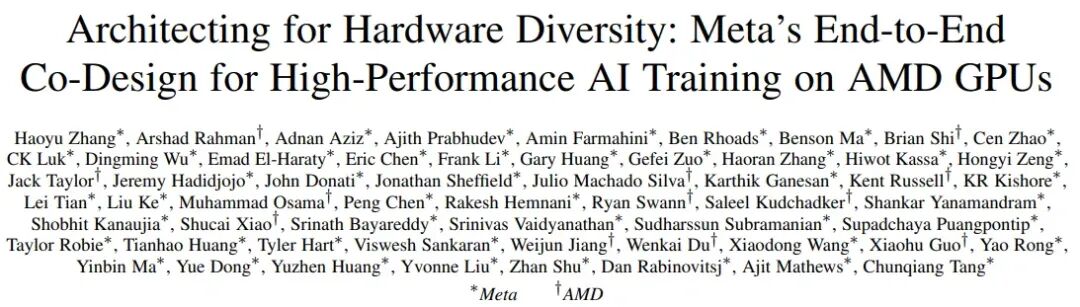 Architecting for Hardware Diversity: Meta's End-to-End
Co-Design for High-Performance AI Training on AMD GPUs
Haoyu Zhang*, Arshad Rahman†, Adnan Aziz*, Ajith Prabhudev*, Amin Farmahini*, Ben Rhoads*, Benson Ma*, Brian Shi†, Cen Zhao*,
CK Luk*, Dingming Wu*, Emad El-Haraty*, Eric Chen*, Frank Li*, Gary Huang*, Gefei Zuo*, Haoran Zhang*, Hiwot Kassa*, Hongyi Zeng*,
Jack Taylor†, Jeremy Hadidjojo*, John Donati*, Jonathan Sheffield*, Julio Machado Silva†, Karthik Ganesan*, Kent Russell†, KR Kishore*,
Lei Tian*, Liu Ke*, Muhammad Osama†, Peng Chen*, Rakesh Hemnani*, Ryan Swann†, Saleel Kudchadker†, Shankar Yanamandram*,
Shobhit Kanaujia*, Shucai Xiao†, Srinath Bayareddy*, Srinivas Vaidyanathan*, Sudharssun Subramanian*, Supadchaya Puangpontip*,
Taylor Robie*, Tianhao Huang*, Tyler Hart*, Viswesh Sankaran*, Weijun Jiang†, Wenkai Du†, Xiaodong Wang*, Xiaohu Guo†, Yao Rong*,
Yinbin Ma*, Yue Dong*, Yuzhen Huang*, Yvonne Liu*, Zhan Shu*, Dan Rabinovitsj*, Ajit Mathews*, Chunqiang Tang*
*Meta †AMD